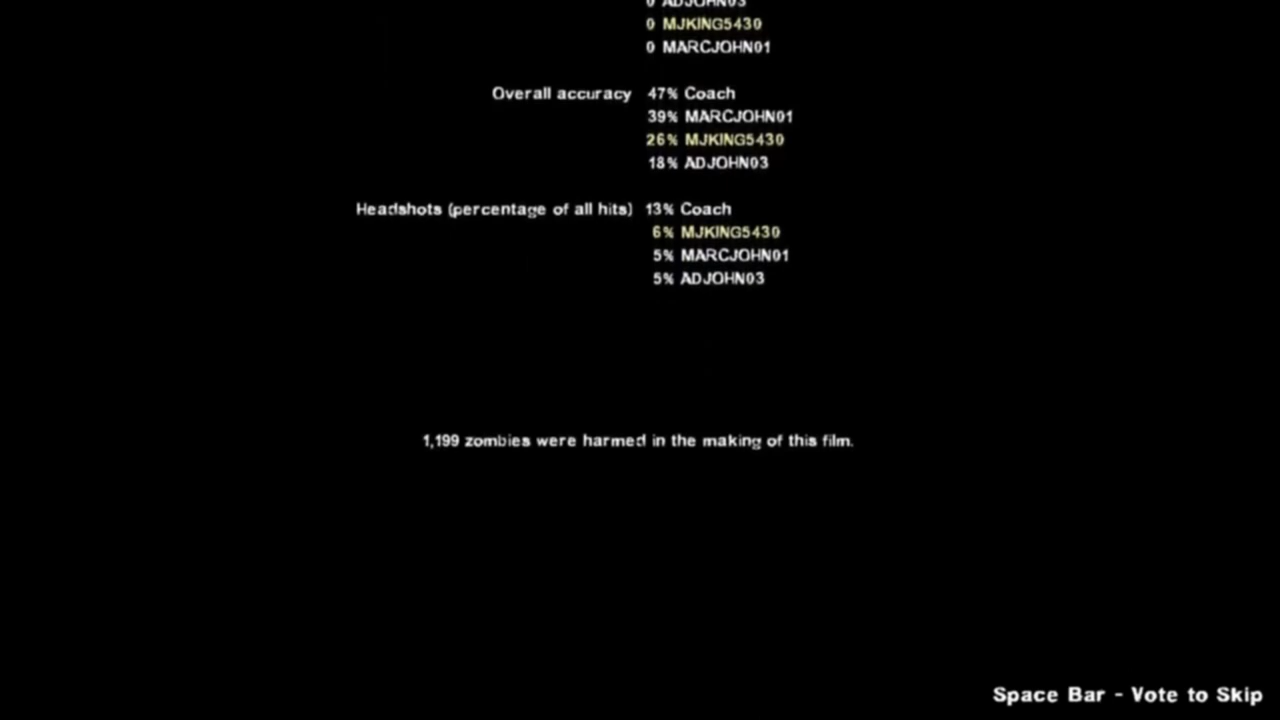 0 ADJOHN03
0 MJKING5430
0 MARCJOHN01
Overall accuracy 47% Coach
39% MARCJOHN01
26% MJKING5430
18% ADJOHN03
Headshots (percentage of all hits) 13% Coach
6% MJKING5430
5% MARCJOHN01
5% ADJOHN03
1,199 zombies were harmed in the making of this film.
Space Bar - Vote to Skip